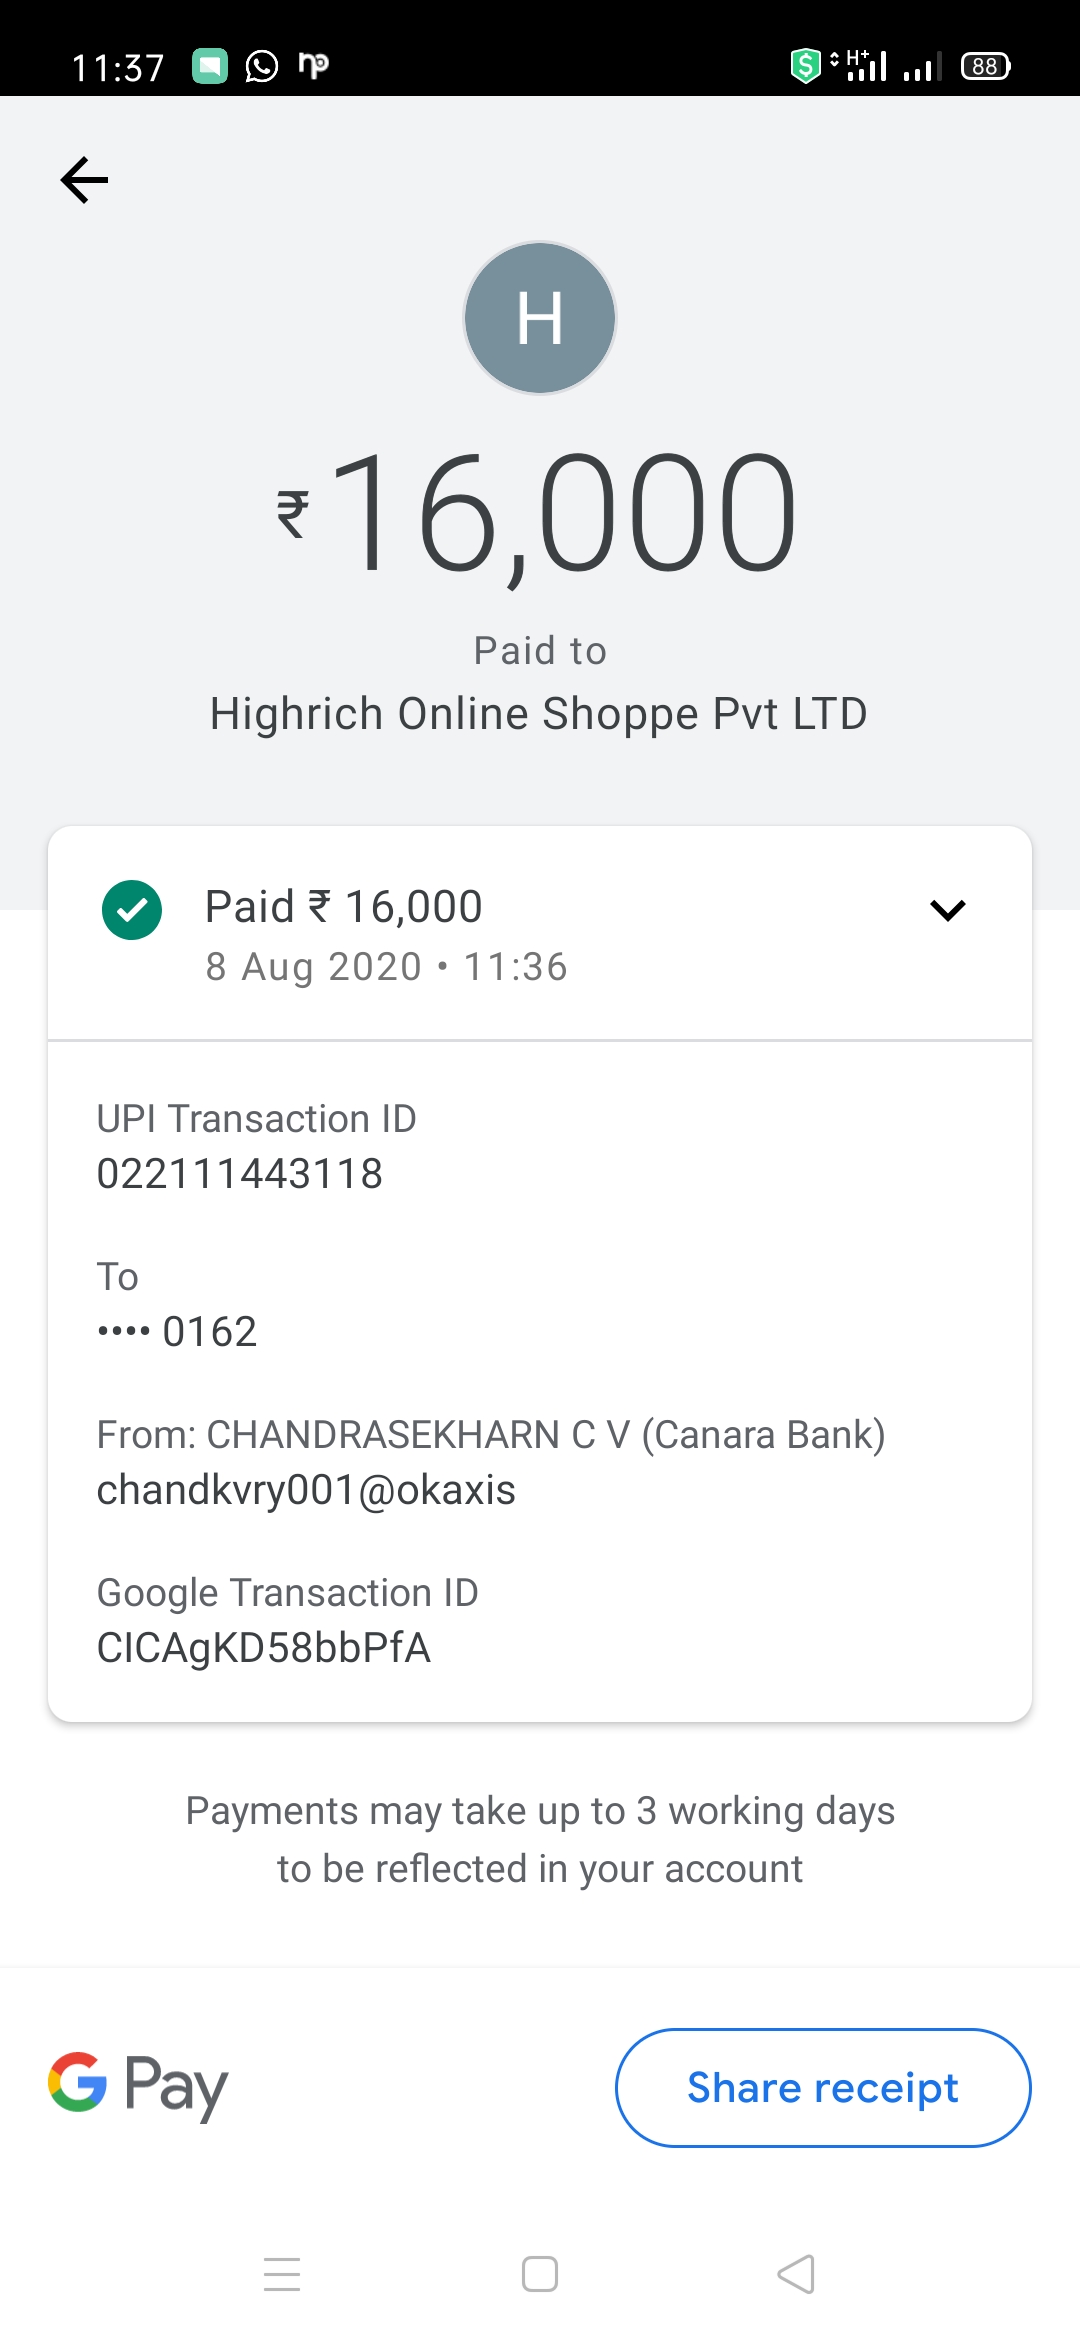 11:37
H+
88
H
₹16,000
Paid to
Highrich Online Shoppe Pvt LTD
Paid ₹ 16,000
8 Aug 2020 • 11:36
UPI Transaction ID
022111443118
To
•••• 0162
From: CHANDRASEKHARN C V (Canara Bank)
chandkvry001@okaxis
Google Transaction ID
CICAgKD58bbPfA
Payments may take up to 3 working days
to be reflected in your account
G Pay
Share receipt